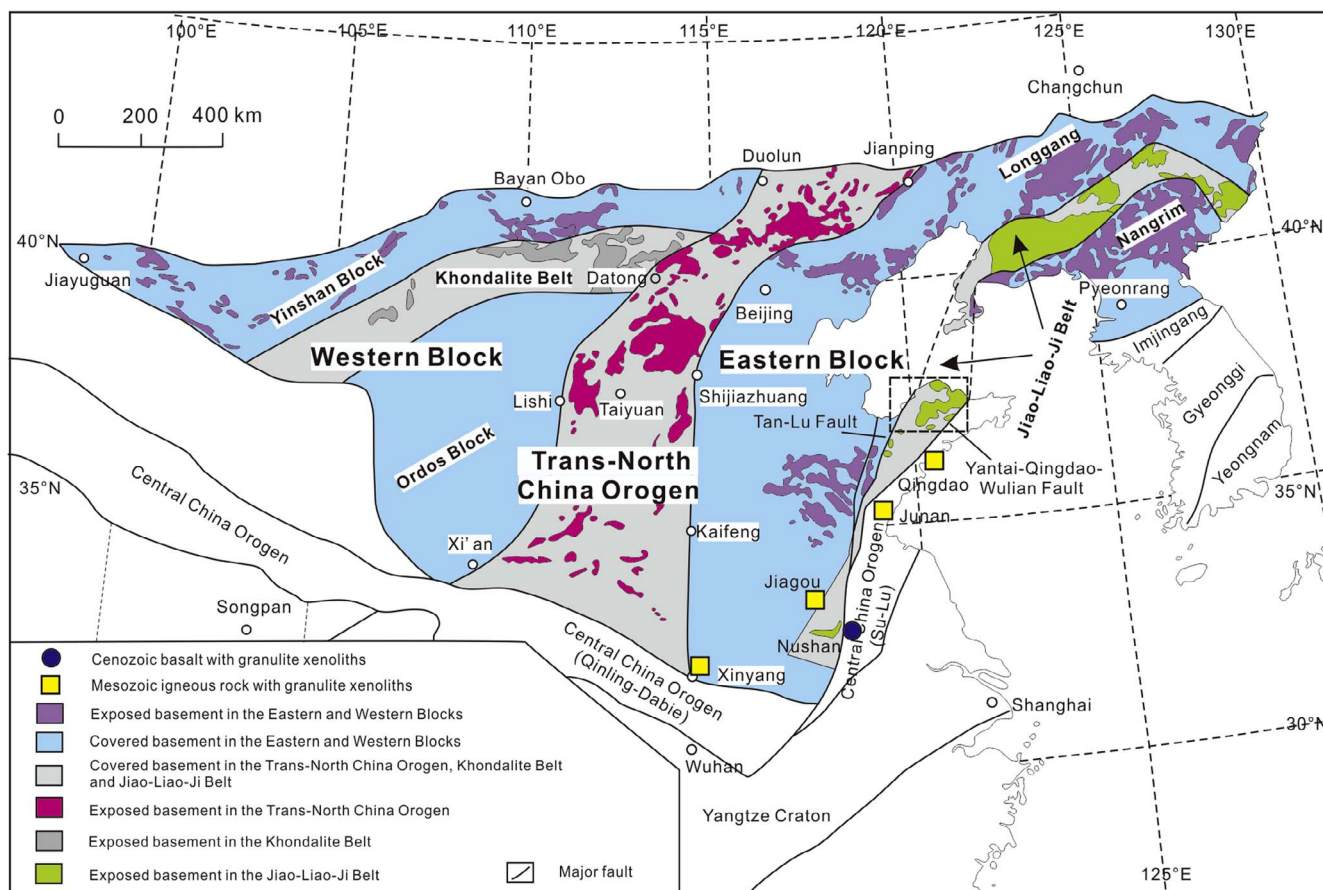 100°E
105°E
110°E
115°E
120°E
125°E
130°E
0 200 400 km
Changchun
Duolun
Jianping
Longgang
Bayan Obo
Nangrim
40°N
40°N
Jiayuguan
Yinshan Block
Khondalite Belt
Datong
Beijing
Pyeonrang
Imjingang
Western Block
Eastern Block
Jiao-Liao-Ji Belt
Gyeonggi
Lishi
Taiyuan
Shijiazhuang
Tan-Lu Fault
Yeongnam
Ordos Block
Trans-North
China Orogen
Qingdao
Yantai-Qingdao-
Wulian Fault
35°N
35°N
Central China Orogen
Junan
Kaifeng
Xi' an
Jiagou
Central China Orogen
(Su-Lu)
Songpan
Nushan
Central China Orogen
(Qinling-Dabie)
Xinyang
Shanghai
30°N
Wuhan
Yangtze Craton
125°E
Cenozoic basalt with granulite xenoliths
Mesozoic igneous rock with granulite xenoliths
Exposed basement in the Eastern and Western Blocks
Covered basement in the Eastern and Western Blocks
Covered basement in the Trans-North China Orogen, Khondalite Belt
and Jiao-Liao-Ji Belt
Exposed basement in the Trans-North China Orogen
Exposed basement in the Khondalite Belt
Exposed basement in the Jiao-Liao-Ji Belt
Major fault